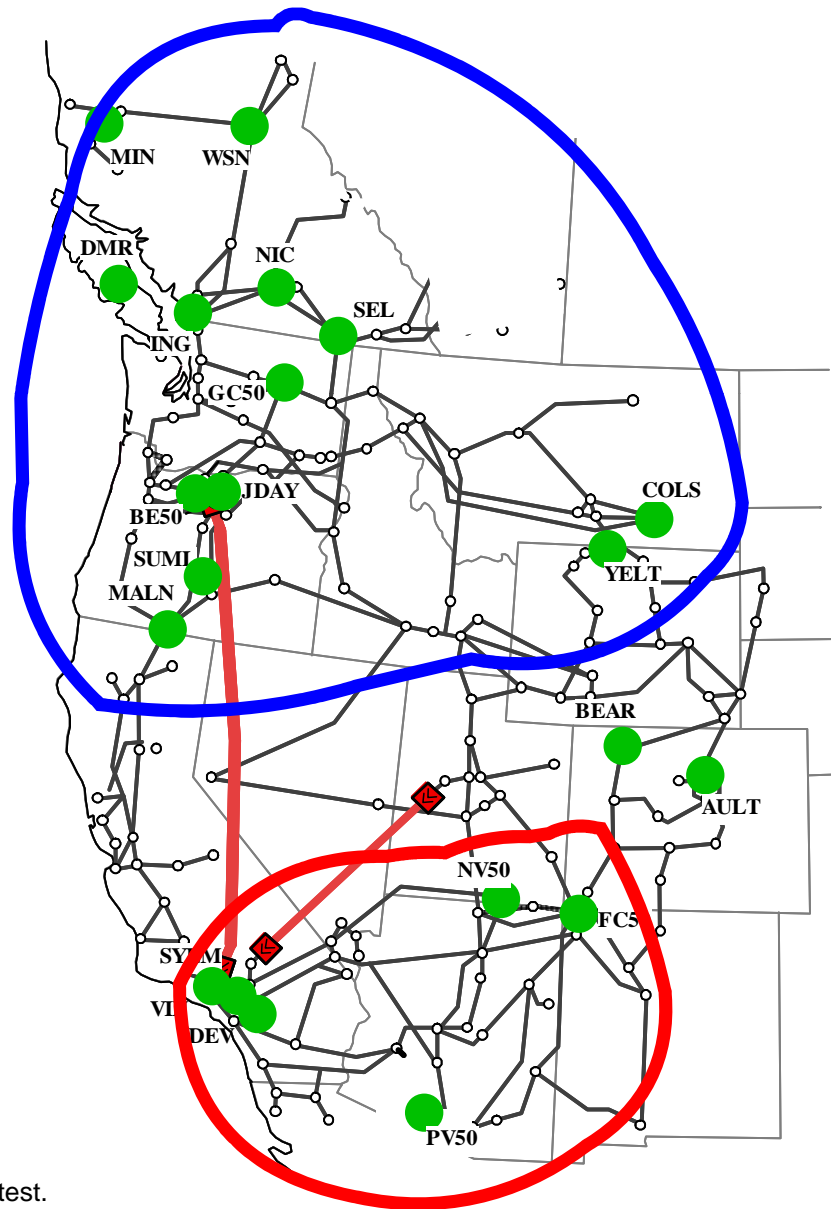 MIN
WSN
DMR
NIC
SEL
ING
GC50
JDAY
BE50
COLS
SUMI
YELT
MALN
BEAR
AULT
NV50
FC5
DEV
PV50
test.